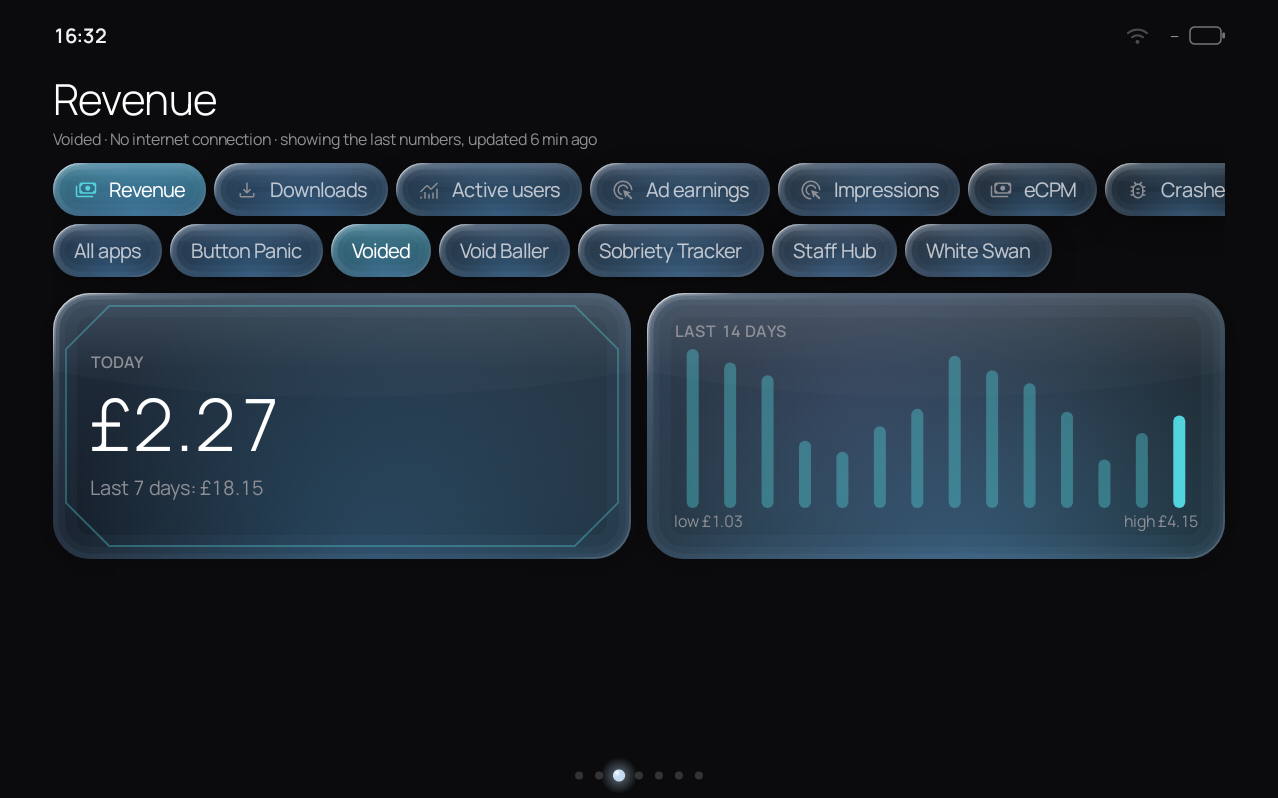 16:32
–
Revenue
Voided · No internet connection · showing the last numbers, updated 6 min ago
Revenue Downloads Active users Ad earnings Impressions eCPM Crashe
All apps Button Panic Voided Void Baller Sobriety Tracker Staff Hub White Swan
TODAY
£2.27
Last 7 days: £18.15
LAST 14 DAYS
low £1.03 high £4.15